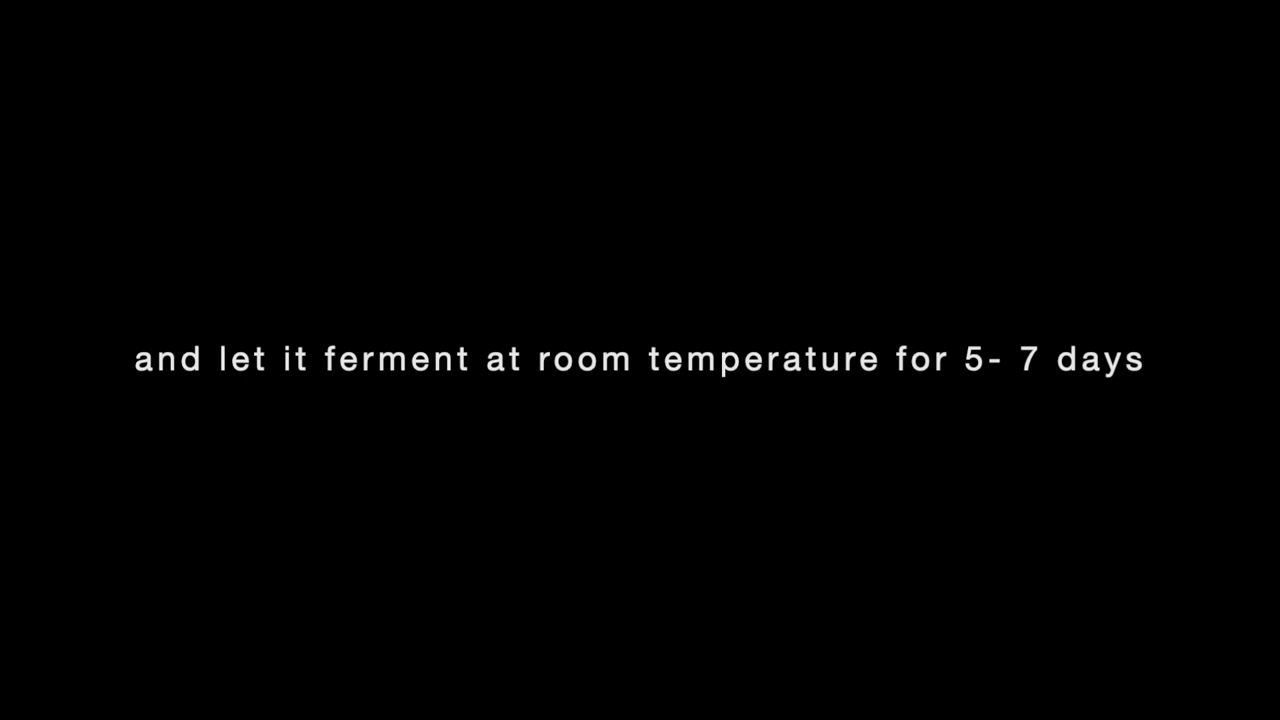 and let it ferment at room temperature for 5- 7 days